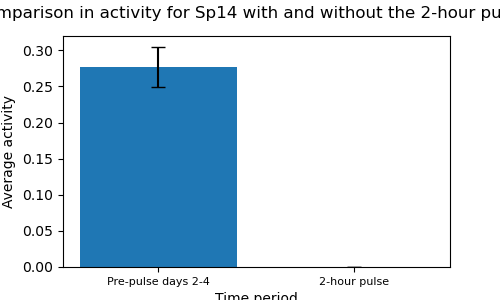 mparison in activity for Sp14 with and without the 2-hour pu
Average activity
0.30
0.25
0.20
0.15
0.10
0.05
0.00
Pre-pulse days 2-4
2-hour pulse
Time period